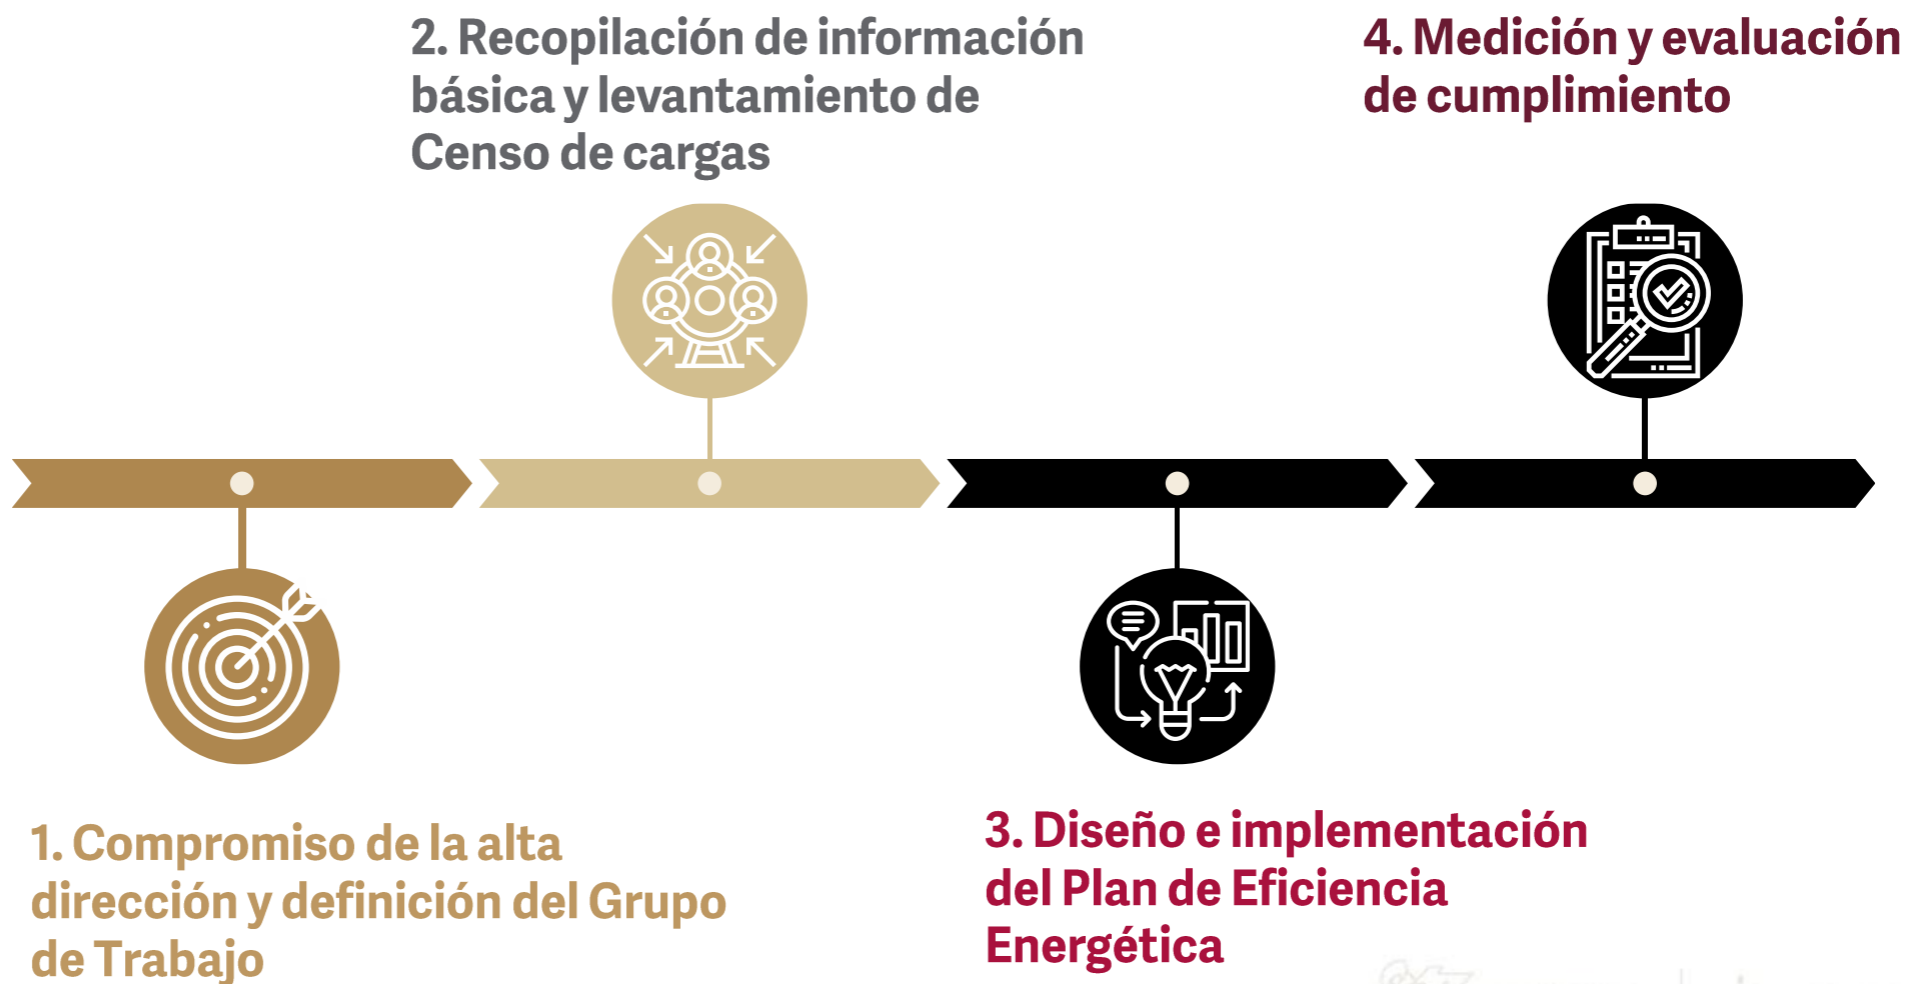 2. Recopilación de información
básica y levantamiento de
Censo de cargas
4. Medición y evaluación
de cumplimiento
1. Compromiso de la alta
dirección y definición del Grupo
de Trabajo
3. Diseño e implementación
del Plan de Eficiencia
Energética